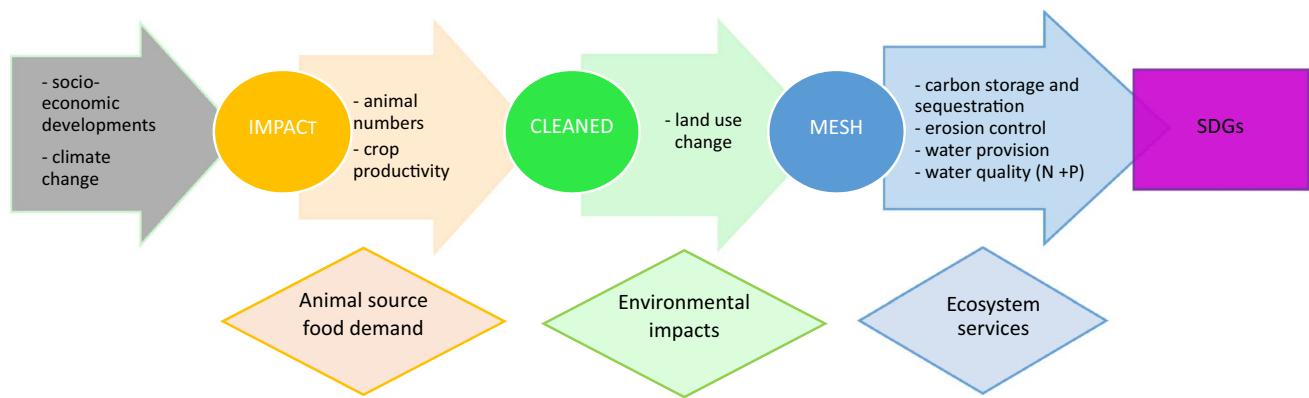 - socio-
economic
developments
- climate
change
IMPACT
- animal
numbers
- crop
productivity
CLEANED
- land use
change
MESH
- carbon storage and
sequestration
- erosion control
- water provision
- water quality (N +P)
SDGs
Animal source
food demand
Environmental
impacts
Ecosystem
services